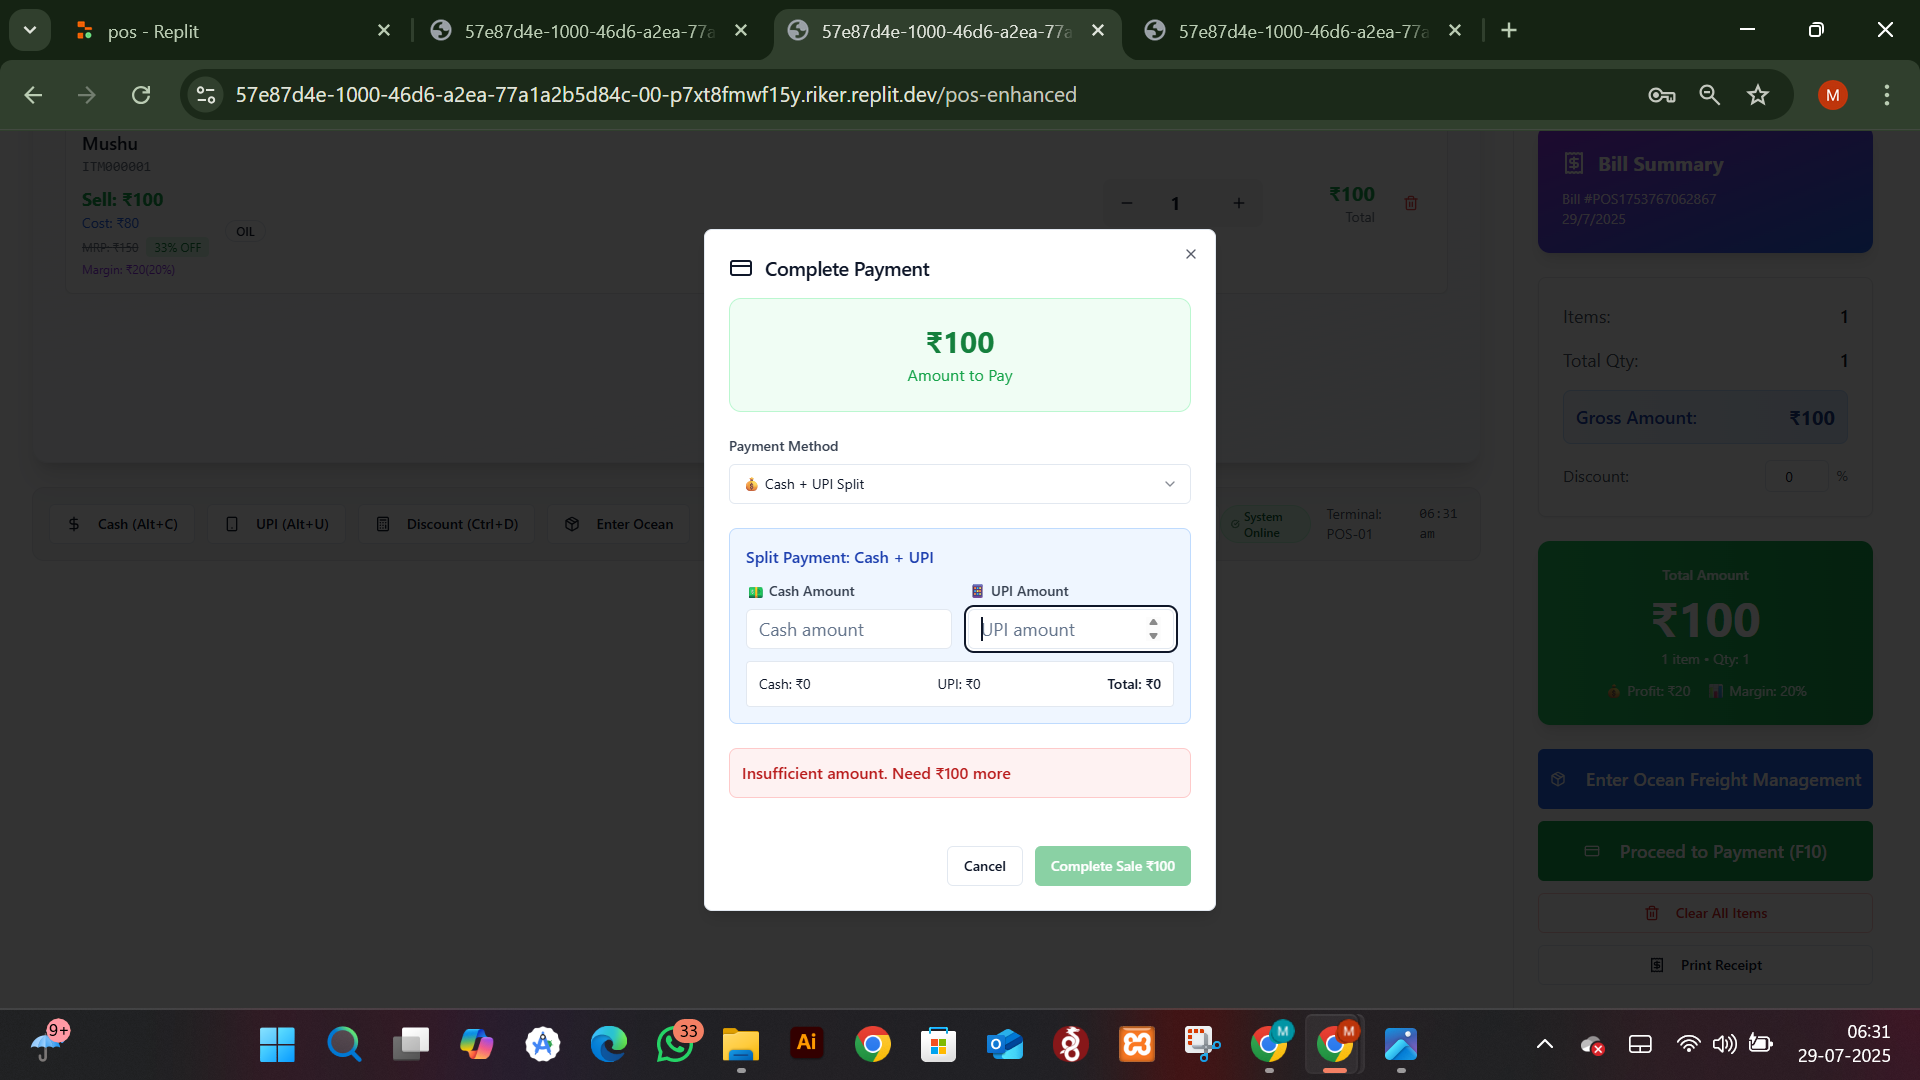 pos - Replit
57e87d4e-1000-46d6-a2ea-77a
57e87d4e-1000-46d6-a2ea-77a
57e87d4e-1000-46d6-a2ea-77a
57e87d4e-1000-46d6-a2ea-77a1a2b5d84c-00-p7xt8fmwf15y.riker.replit.dev/pos-enhanced
M
Mushu
ITM000001
Sell: ₹100
Cost: ₹80
MRP: ₹150 33% OFF
Margin: ₹20(20%)
OIL
1
₹100
Total
Bill Summary
Bill #POS1753767062867
29/7/2025
Items: 1
Total Qty: 1
Gross Amount: ₹100
Discount: 0 %
Complete Payment
₹100
Amount to Pay
Payment Method
Cash + UPI Split
Split Payment: Cash + UPI
Cash Amount
UPI Amount
Cash amount
UPI amount
Cash: ₹0
UPI: ₹0
Total: ₹0
Insufficient amount. Need ₹100 more
Cancel
Complete Sale ₹100
Cash (Alt+C)
UPI (Alt+U)
Discount (Ctrl+D)
Enter Ocean
System Online
Terminal: POS-01
06:31 am
Total Amount
₹100
1 item • Qty: 1
Profit: ₹20
Margin: 20%
Enter Ocean Freight Management
Proceed to Payment (F10)
Clear All Items
Print Receipt
9+
33
Ai
M
M
06:31
29-07-2025